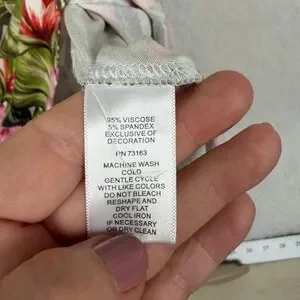 95% VISCOSE
5% SPANDEX
EXCLUSIVE OF
DECORATION
PN 73163
MACHINE WASH
COLD
GENTLE CYCLE
WITH LIKE COLORS
DO NOT BLEACH
RESHAPE AND
DRY FLAT
COOL IRON
IF NECESSARY
OR DRY CLEAN